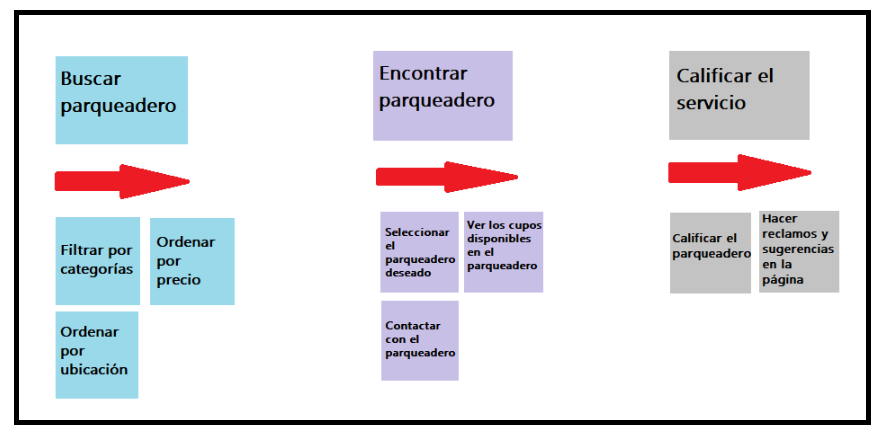 Buscar
parqueadero
Encontrar
parqueadero
Calificar el
servicio
Filtrar por
categorías
Ordenar
por
precio
Ordenar
por
ubicación
Seleccionar
el
parqueadero
deseado
Ver los cupos
disponibles
en el
parqueadero
Contactar
con el
parqueadero
Calificar el
parqueadero
Hacer
reclamos y
sugerencias
en la
página